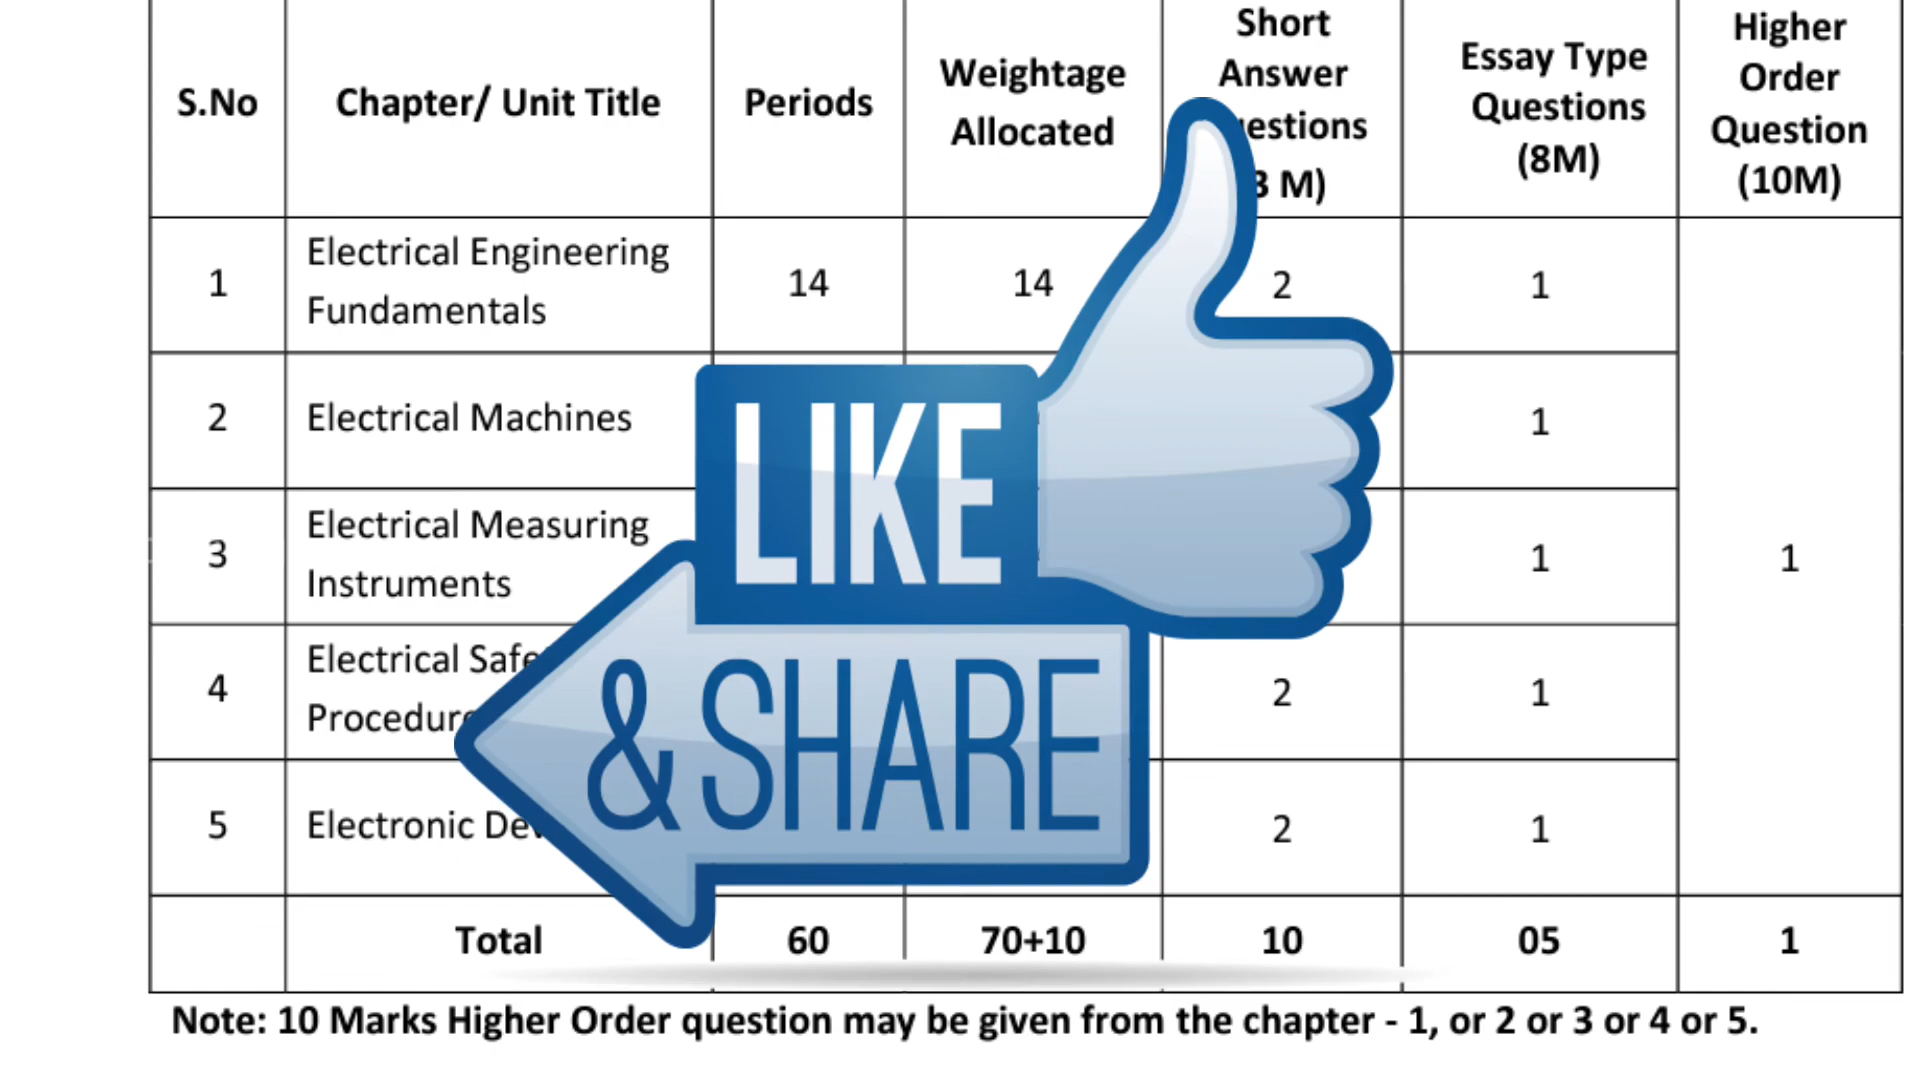 S.No
Chapter/ Unit Title
Periods
Weightage
Allocated
Short
Answer
M)
Essay Type
Questions
(8M)
Higher
Order
Question
(10M)
1
Electrical Engineering
Fundamentals
14
14
2
1
2
Electrical Machines
1
3
Electrical Measuring
Instruments
1
1
4
Electrical
2
1
5
Electronic
2
1
Total
60
70+10
10
05
1
LIKE
& SHARE
Note: 10 Marks Higher Order question may be given from the chapter - 1, or 2 or 3 or 4 or 5.